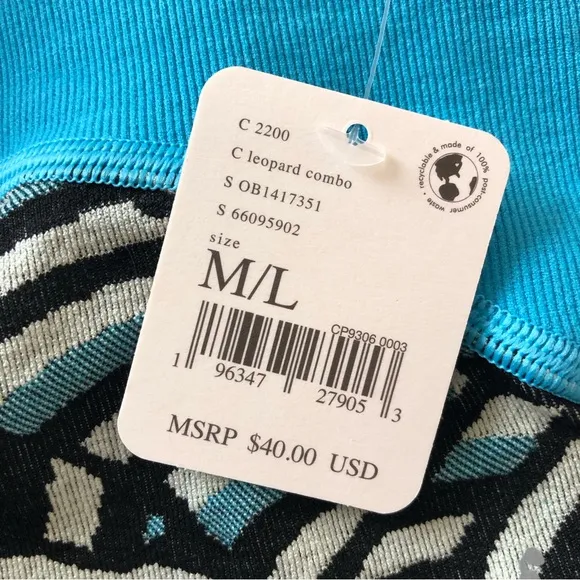 C 2200
C leopard combo
S OB1417351
S 66095902
size
M/L
CP9306 0003
1 96347 27905 3
MSRP $40.00 USD
recyclable & made of 100% post-consumer waste